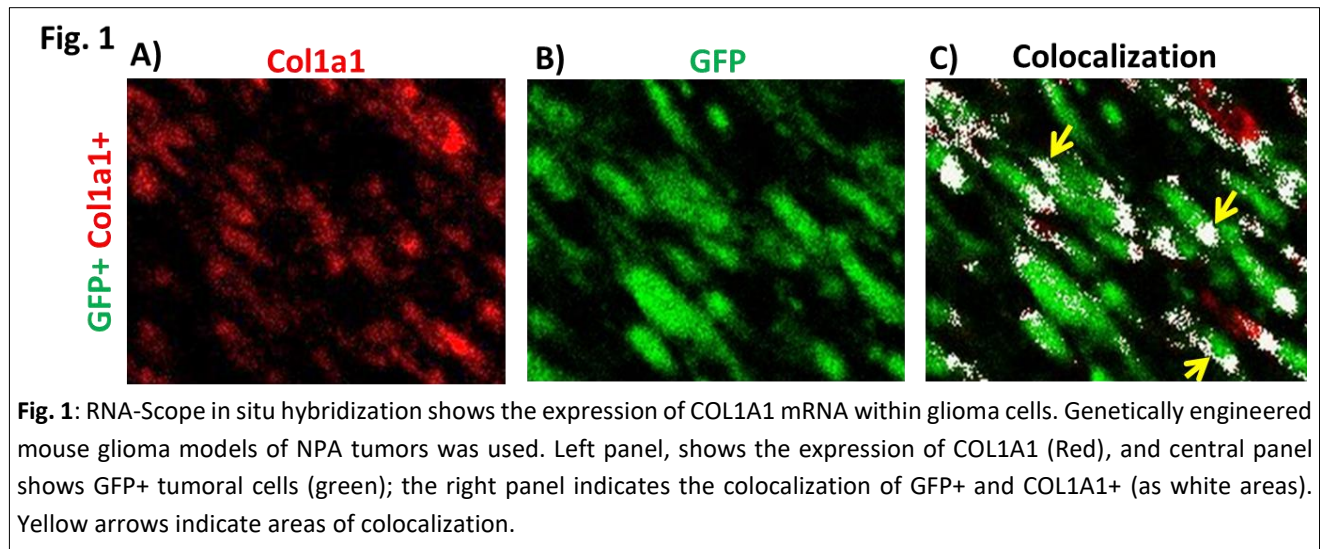 Fig. 1
A) Col1a1
B) GFP
C) Colocalization
GFP+ Col1a1+
Fig. 1: RNA-Scope in situ hybridization shows the expression of COL1A1 mRNA within glioma cells. Genetically engineered
mouse glioma models of NPA tumors was used. Left panel, shows the expression of COL1A1 (Red), and central panel
shows GFP+ tumoral cells (green); the right panel indicates the colocalization of GFP+ and COL1A1+ (as white areas).
Yellow arrows indicate areas of colocalization.